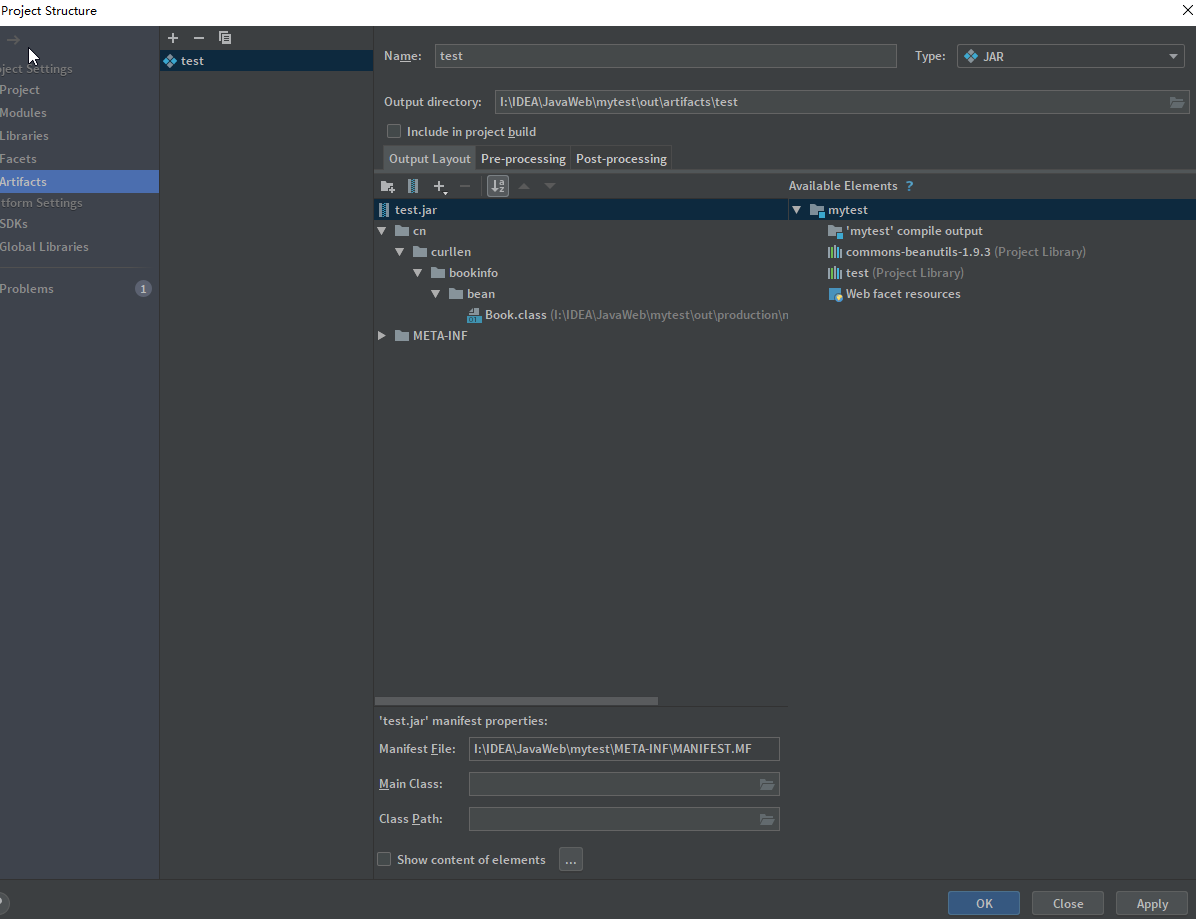 Project Structure
test
Name: test Type: JAR
Output directory: I:\IDEA\JavaWeb\mytest\out\artifacts\test
Include in project build
Output Layout Pre-processing Post-processing
Available Elements ?
ject Settings
Project
Modules
Libraries
Facets
Artifacts
tform Settings
SDKs
Global Libraries
Problems 1
test.jar
cn
curllen
bookinfo
bean
Book.class (I:\IDEA\JavaWeb\mytest\out\production\n
META-INF
mytest
'mytest' compile output
commons-beanutils-1.9.3 (Project Library)
test (Project Library)
Web facet resources
'test.jar' manifest properties:
Manifest File: I:\IDEA\JavaWeb\mytest\META-INF\MANIFEST.MF
Main Class:
Class Path:
Show content of elements ...
OK Close Apply